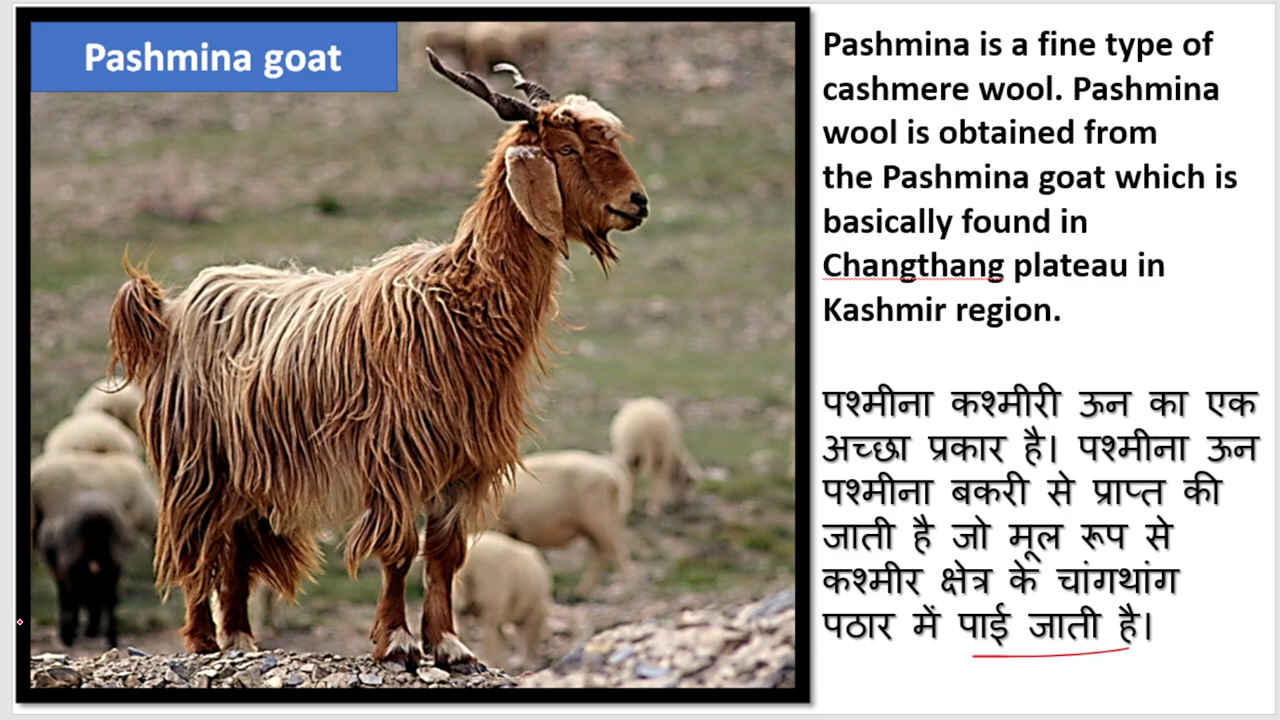 Pashmina goat
Pashmina is a fine type of
cashmere wool. Pashmina
wool is obtained from
the Pashmina goat which is
basically found in
Changthang plateau in
Kashmir region.
पश्मीना कश्मीरी ऊन का एक
अच्छा प्रकार है। पश्मीना ऊन
पश्मीना बकरी से प्राप्त की
जाती है जो मूल रूप से
कश्मीर क्षेत्र के चांगथांग
पठार में पाई जाती है।